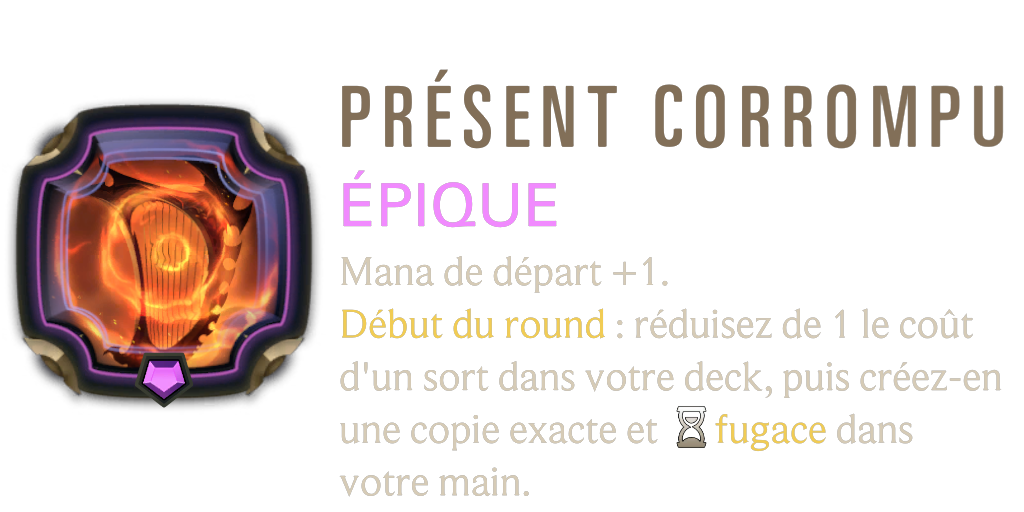 PRÉSENT CORROMPU
ÉPIQUE
Mana de départ +1.
Début du round : réduisez de 1 le coût
d'un sort dans votre deck, puis créez-en
une copie exacte et fugace dans
votre main.